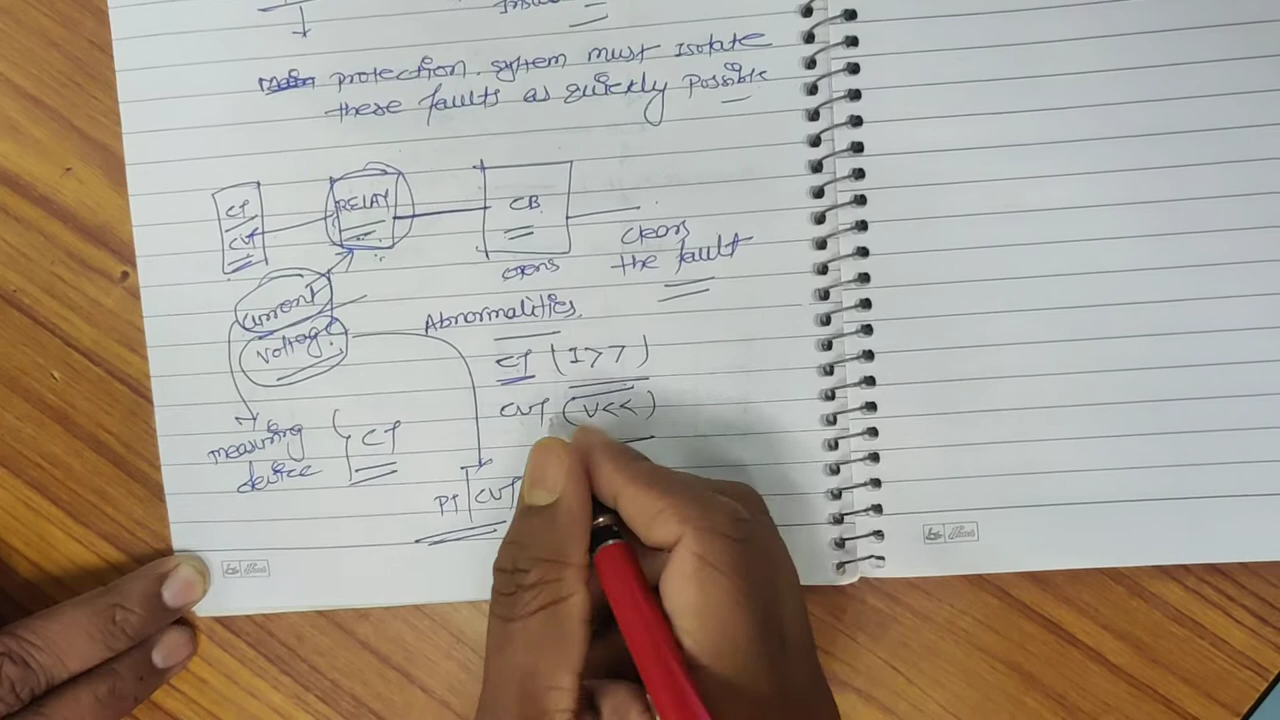 protection system must Isolate
these faults as quickly possible
CT
CVT
RELAY
CB
opens
clears
the fault
current
voltage
Abnormalities
CT (I>>)
CVT (V<<)
measuring
device
CT
PT CVT